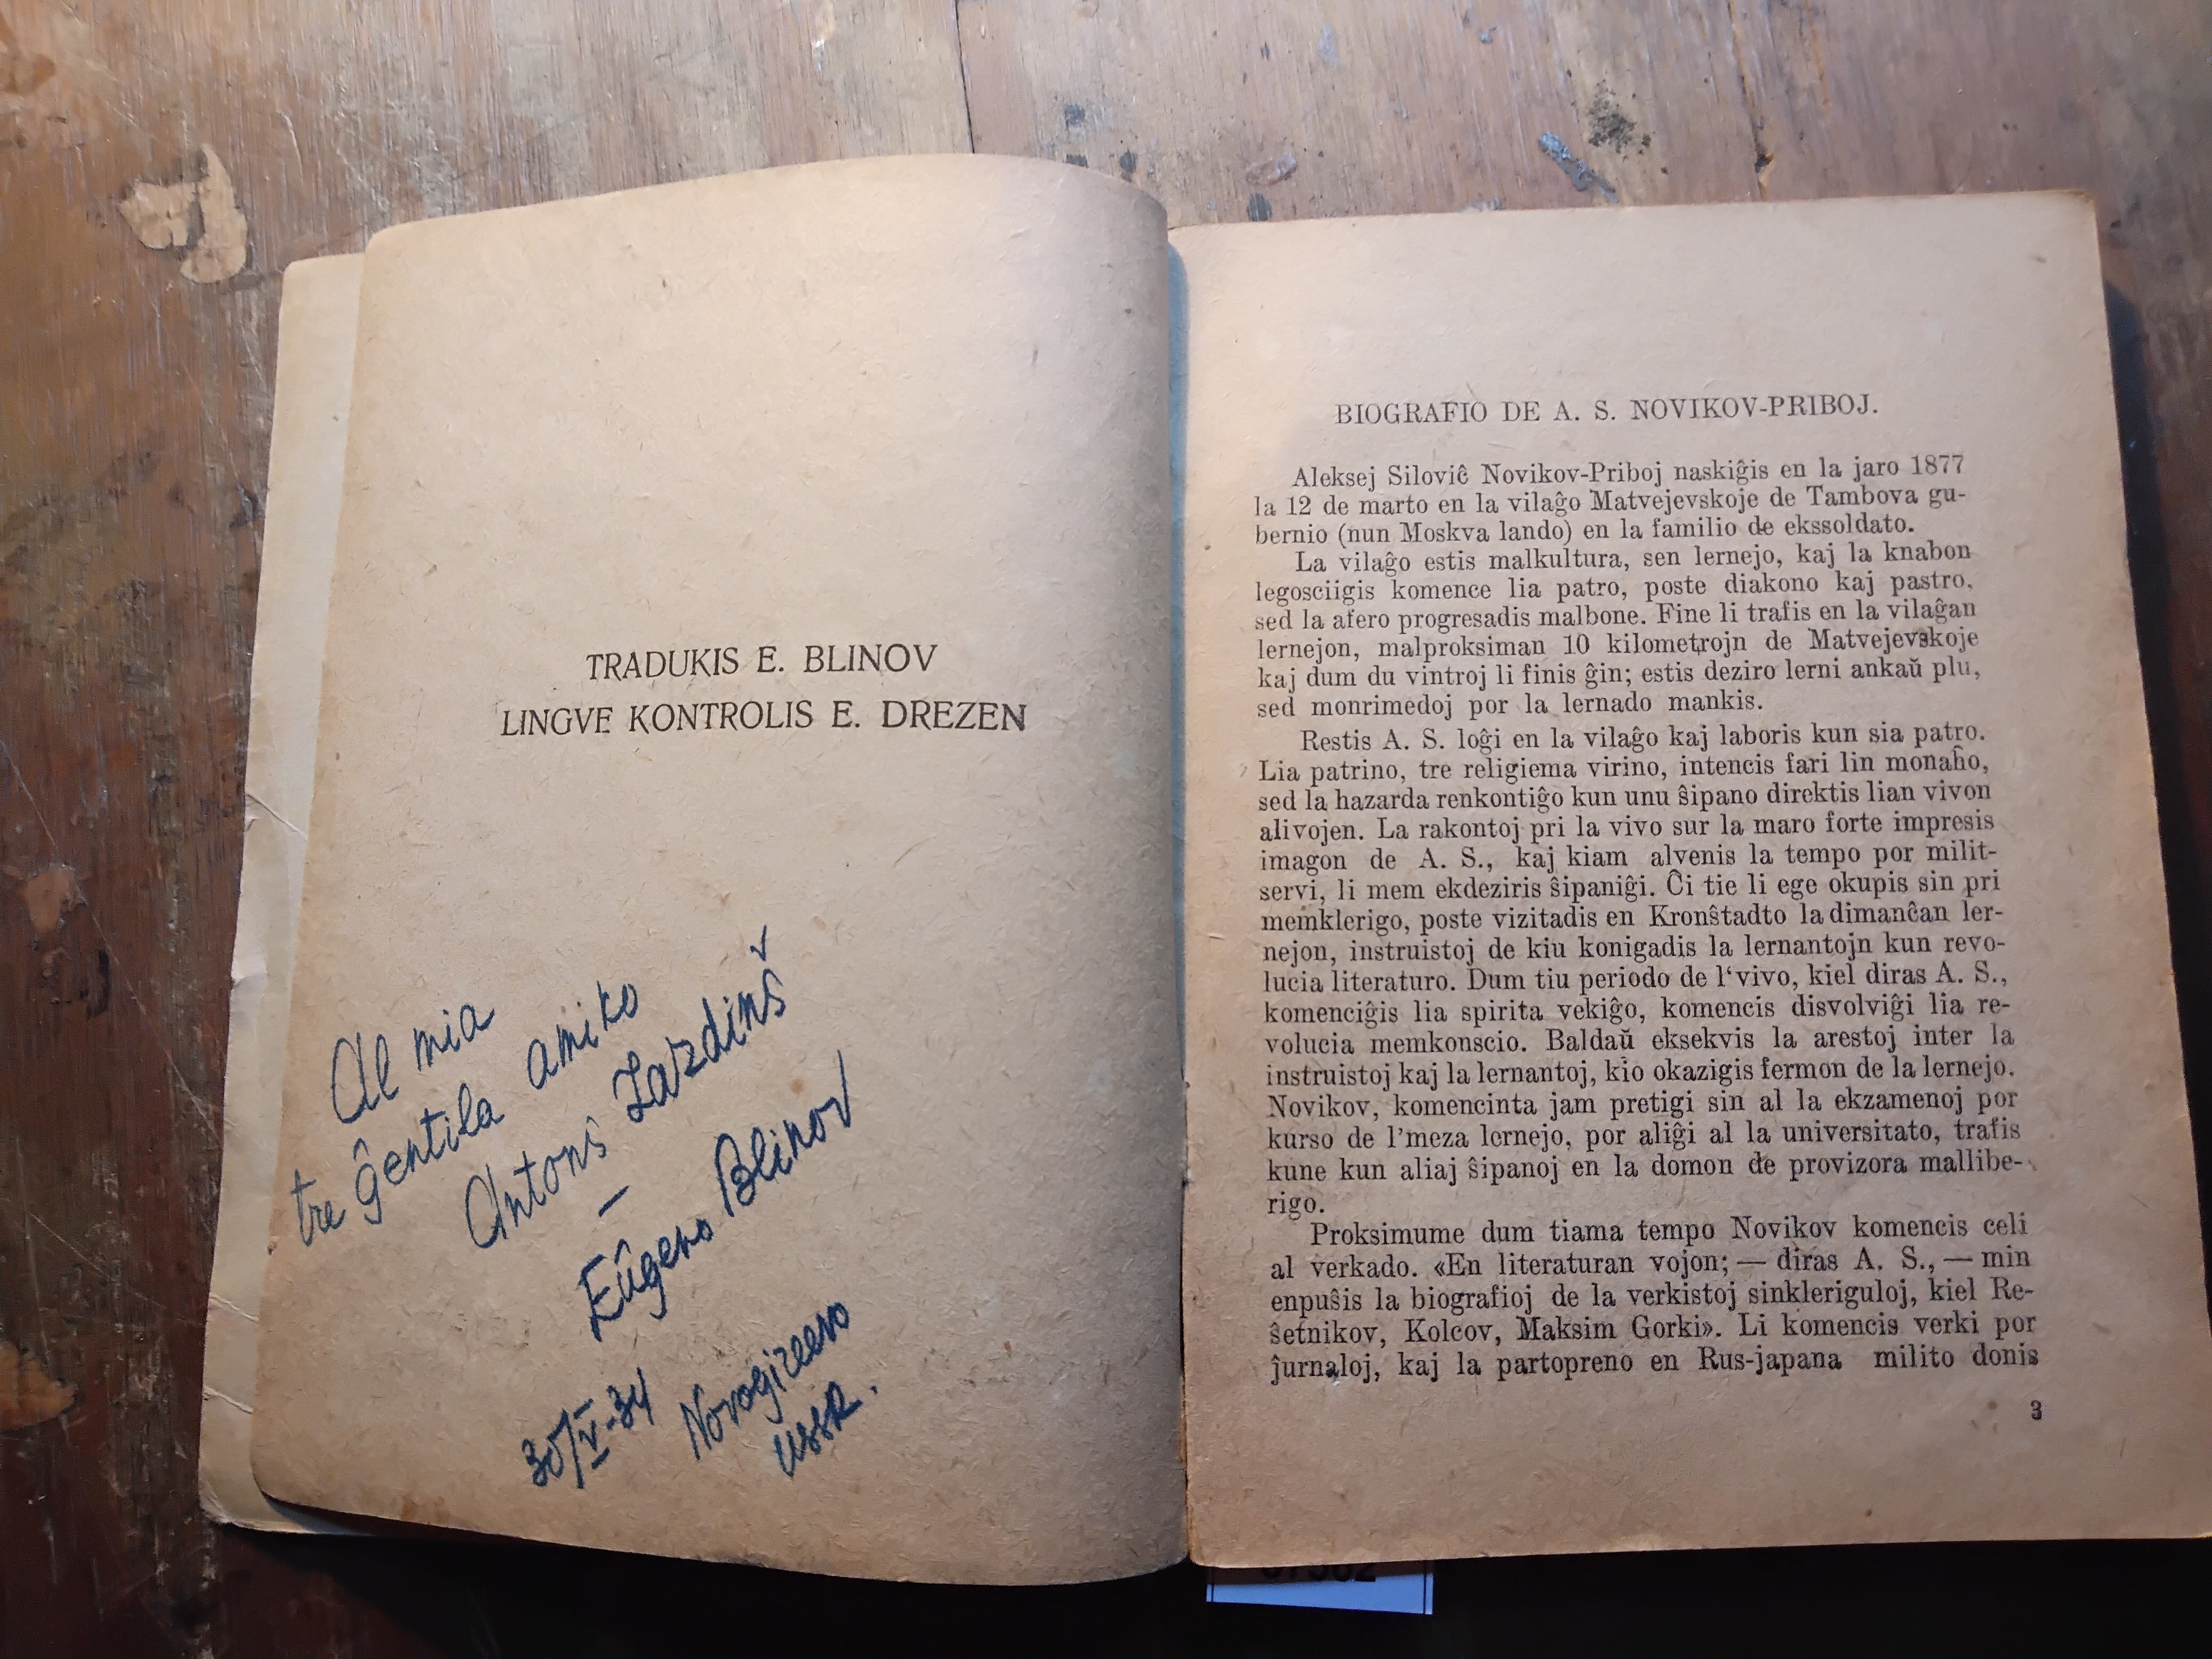 TRADUKIS E. BLINOV
LINGVE KONTROLIS E. DREZEN
Al mia
tre ĝentila amiko
Antonŝ Lazdinŝ
—
Eŭgeno Blinov
30/V-34 Novogireevo
USSR.
BIOGRAFIO DE A. S. NOVIKOV-PRIBOJ.
Aleksej Siloviĉ Novikov-Priboj naskiĝis en la jaro 1877
la 12 de marto en la vilaĝo Matvejevskoje de Tambova gu-
bernio (nun Moskva lando) en la familio de ekssoldato.
La vilaĝo estis malkultura, sen lernejo, kaj la knabon
legosciigis komence lia patro, poste diakono kaj pastro,
sed la afero progresadis malbone. Fine li trafis en la vilaĝan
lernejon, malproksiman 10 kilometrojn de Matvejevskoje
kaj dum du vintroj li finis ĝin; estis deziro lerni ankaŭ plu,
sed monrimedoj por la lernado mankis.
Restis A. S. loĝi en la vilaĝo kaj laboris kun sia patro.
Lia patrino, tre religiema virino, intencis fari lin monaĥo,
sed la hazarda renkontiĝo kun unu ŝipano direktis lian vivon
alivojen. La rakontoj pri la vivo sur la maro forte impresis
imagon de A. S., kaj kiam alvenis la tempo por milit-
servi, li mem ekdeziris ŝipaniĝi. Ĉi tie li ege okupis sin pri
memklerigo, poste vizitadis en Kronŝtadto la dimanĉan ler-
nejon, instruistoj de kiu konigadis la lernantojn kun revo-
lucia literaturo. Dum tiu periodo de l‘vivo, kiel diras A. S.,
komenciĝis lia spirita vekiĝo, komencis disvolviĝi lia re-
volucia memkonscio. Baldaŭ eksekvis la arestoj inter la
instruistoj kaj la lernantoj, kio okazigis fermon de la lernejo.
Novikov, komencinta jam pretigi sin al la ekzamenoj por
kurso de l’meza lernejo, por aliĝi al la universitato, trafis
kune kun aliaj ŝipanoj en la domon de provizora mallibe-
rigo.
Proksimume dum tiama tempo Novikov komencis celi
al verkado. «En literaturan vojon; — diras A. S., — min
enpuŝis la biografioj de la verkistoj sinkleriguloj, kiel Re-
ŝetnikov, Kolcov, Maksim Gorki». Li komencis verki por
ĵurnaloj, kaj la partopreno en Rus-japana milito donis
3